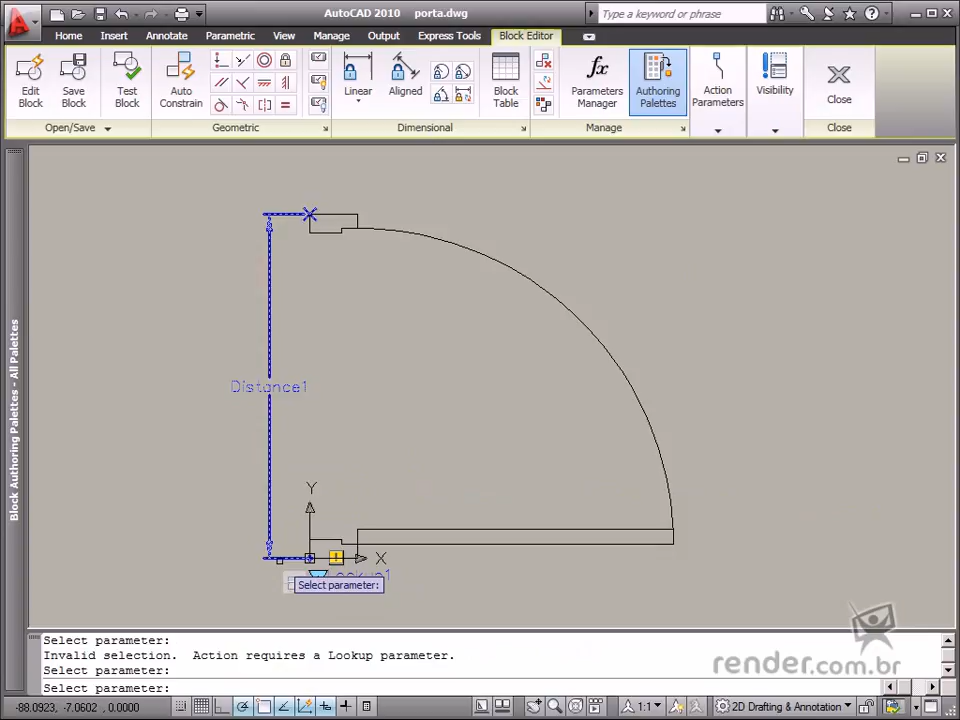 AutoCAD 2010 porta.dwg
Type a keyword or phrase
Home Insert Annotate Parametric View Manage Output Express Tools Block Editor
Edit Block
Save Block
Test Block
Auto Constrain
Linear
Aligned
Block Table
fx
Parameters Manager
Authoring Palettes
Action Parameters
Visibility
Close
Open/Save Geometric Dimensional Manage Close
Block Authoring Palettes - All Palettes
Distance1
Y
X
Lookup1
Select parameter:
Select parameter:
Invalid selection. Action requires a Lookup parameter.
Select parameter:
Select parameter:
render.com.br
-88.0923, -7.0602, 0.0000
1:1
2D Drafting & Annotation